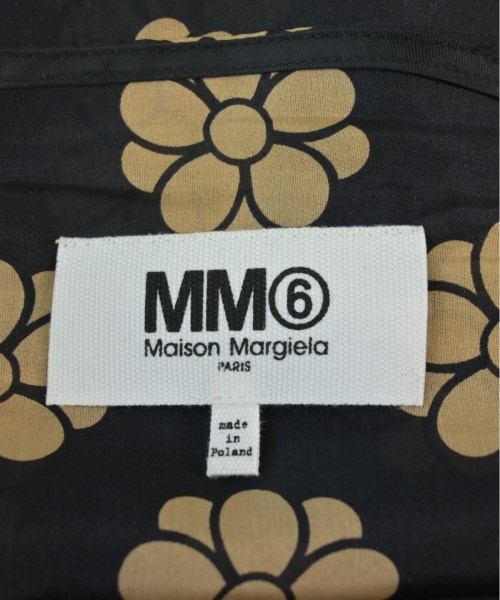 MM⑥
Maison Margiela
PARIS
made
in
Poland